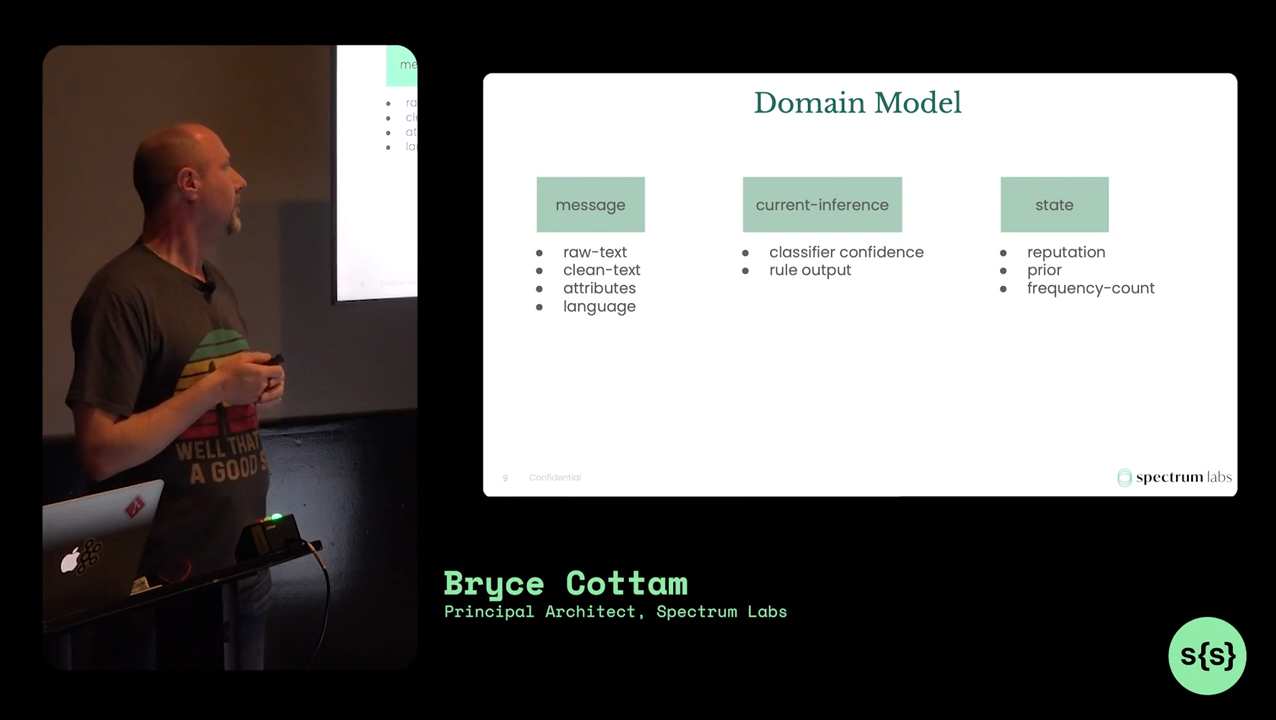 Domain Model
message
raw-text
clean-text
attributes
language
current-inference
classifier confidence
rule output
state
reputation
prior
frequency-count
9 Confidential
spectrum labs
WELL THAT
A GOOD
Bryce Cottam
Principal Architect, Spectrum Labs
s{s}